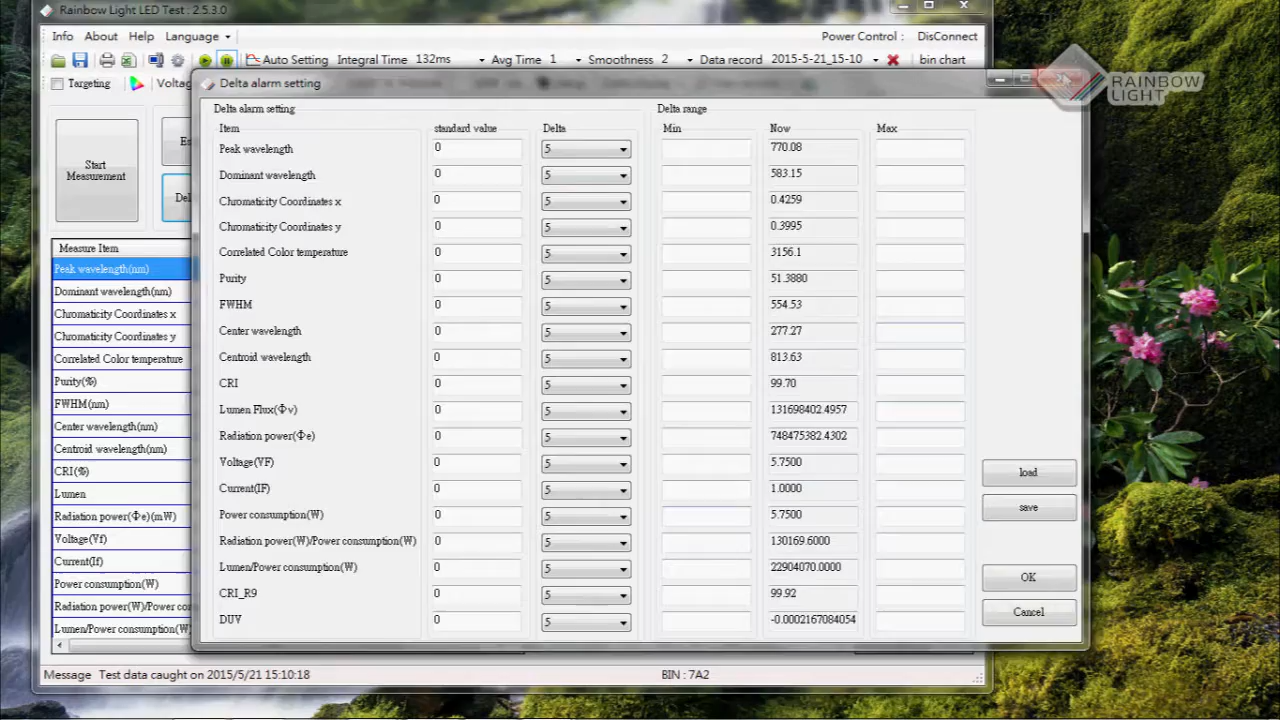 Rainbow Light LED Test : 2.5.3.0
Info About Help Language Power Control : DisConnect
Auto Setting Integral Time 132ms Avg Time 1 Smoothness 2 Data record 2015-5-21_15-10 bin chart
Targeting Voltag
Delta alarm setting
RAINBOW
LIGHT
Delta alarm setting Delta range
Item standard value Delta Min Now Max
Peak wavelength 0 5 770.08
Dominant wavelength 0 5 583.15
Chromaticity Coordinates x 0 5 0.4259
Chromaticity Coordinates y 0 5 0.3995
Correlated Color temperature 0 5 3156.1
Purity 0 5 51.3880
FWHM 0 5 554.53
Center wavelength 0 5 277.27
Centroid wavelength 0 5 813.63
CRI 0 5 99.70
Lumen Flux(Φv) 0 5 131698402.4957
Radiation power(Φe) 0 5 748475382.4302
Voltage(VF) 0 5 5.7500
Current(IF) 0 5 1.0000
Power consumption(W) 0 5 5.7500
Radiation power(W)/Power consumption(W) 0 5 130169.6000
Lumen/Power consumption(W) 0 5 22904070.0000
CRI_R9 0 5 99.92
DUV 0 5 -0.0002167084054
load
save
OK
Cancel
Start
Measurement
Es
Del
Measure Item
Peak wavelength(nm)
Dominant wavelength(nm)
Chromaticity Coordinates x
Chromaticity Coordinates y
Correlated Color temperature
Purity(%)
FWHM(nm)
Center wavelength(nm)
Centroid wavelength(nm)
CRI(%)
Lumen
Radiation power(Φe)(mW)
Voltage(Vf)
Current(If)
Power consumption(W)
Radiation power(W)/Power con
Lumen/Power consumption(W)
Message Test data caught on 2015/5/21 15:10:18 BIN : 7A2